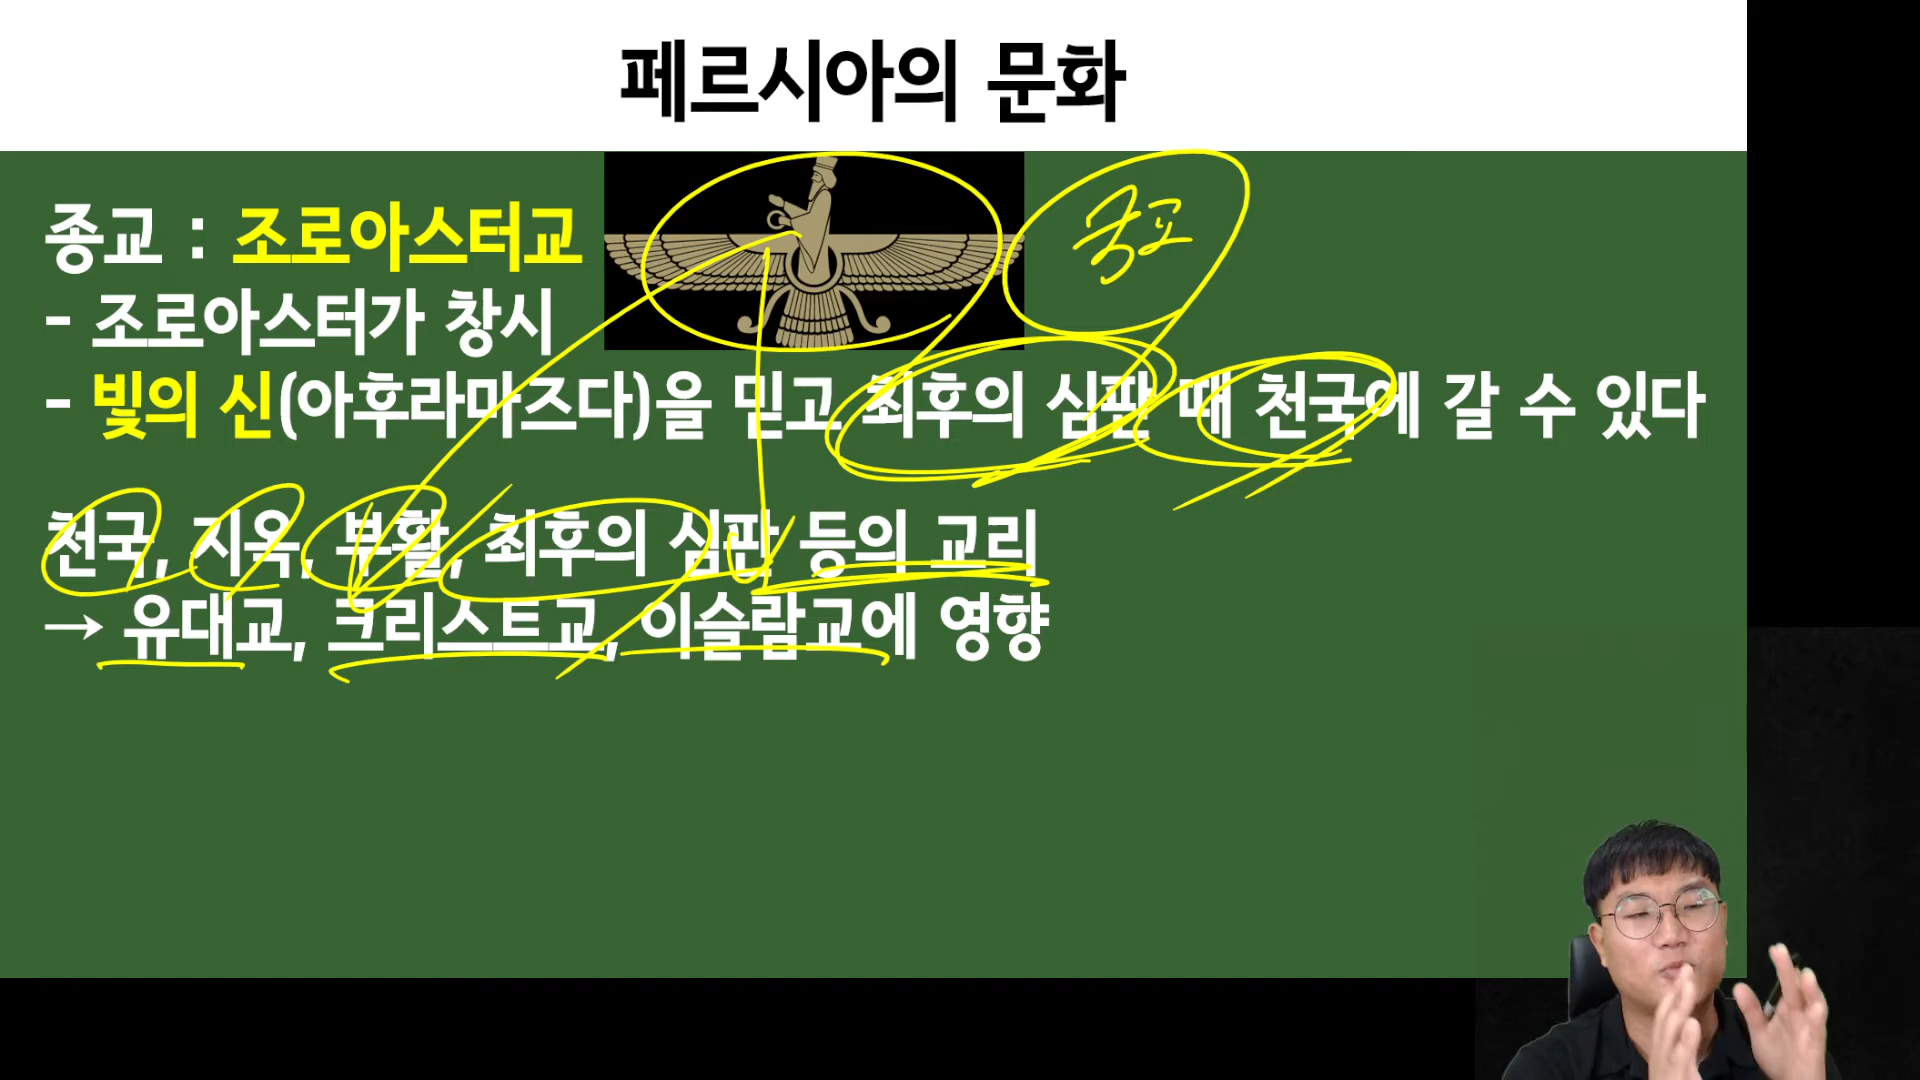 페르시아의 문화
종교 : 조로아스터교
국교
- 조로아스터가 창시
- 빛의 신(아후라마즈다)을 믿고 최후의 심판 때 천국에 갈 수 있다
천국, 지옥, 부활, 최후의 심판 등의 교리
→ 유대교, 크리스트교, 이슬람교에 영향